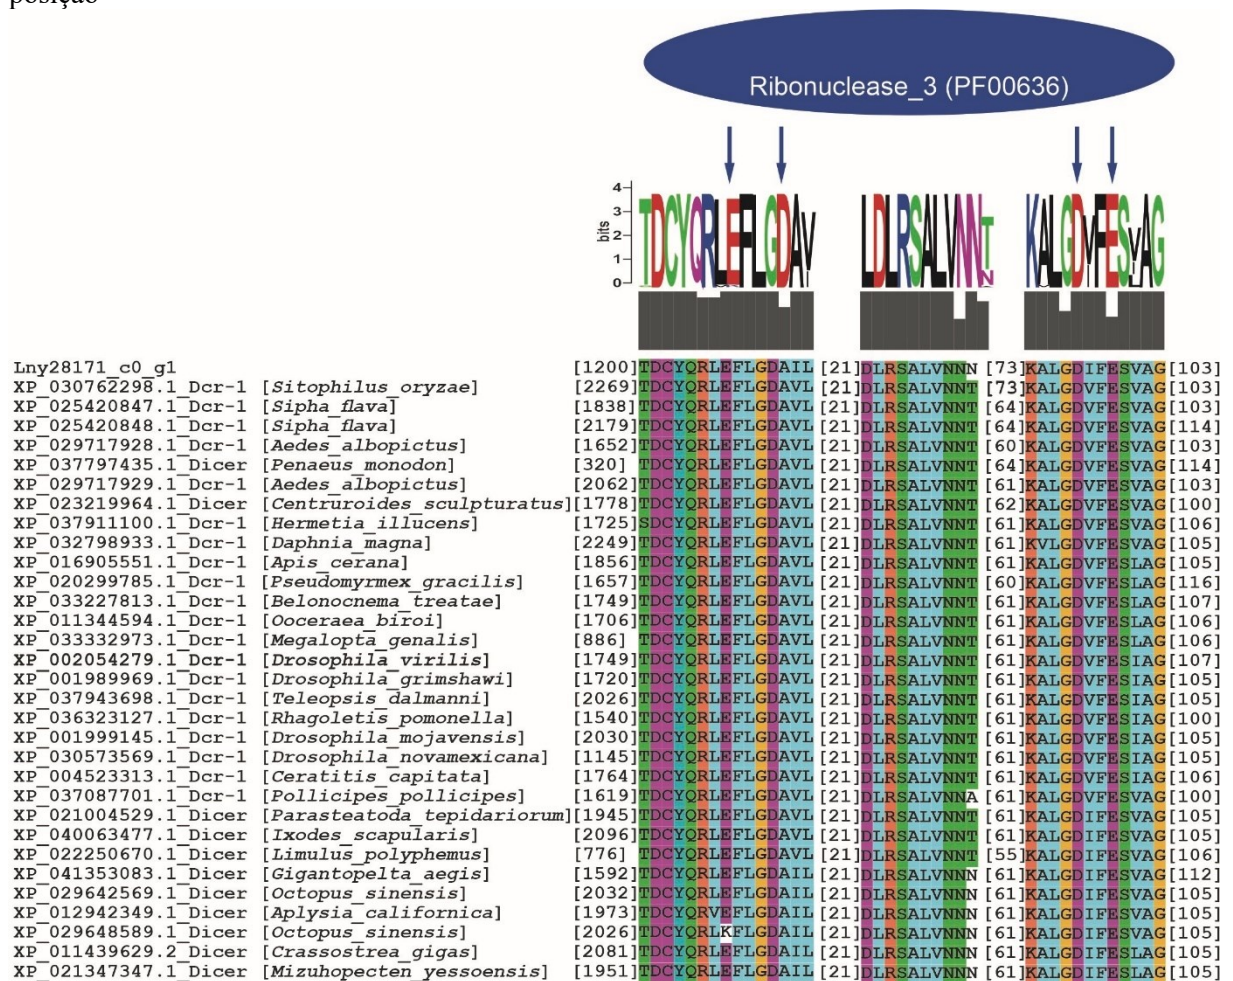 posição
Ribonuclease_3 (PF00636)
4
3
2
1
0
bits
TDCYQRLEFLGDAV LDLRSALVNNT KALGDVFESVAG
Lny28171_c0_g1 [1200]TDCYQRLEFLGDAIL[21]DLRSALVNNN[73]KALGDIFESVAG[103]
XP_030762298.1_Dcr-1 [Sitophilus_oryzae] [2269]TDCYQRLEFLGDAVL[21]DLRSALVNNT[73]KALGDIFESVAG[103]
XP_025420847.1_Dcr-1 [Sipha_flava] [1838]TDCYQRLEFLGDAVL[21]DLRSALVNNT[64]KALGDVFESVAG[103]
XP_025420848.1_Dcr-1 [Sipha_flava] [2179]TDCYQRLEFLGDAVL[21]DLRSALVNNT[64]KALGDVFESVAG[114]
XP_029717928.1_Dcr-1 [Aedes_albopictus] [1652]TDCYQRLEFLGDAVL[21]DLRSALVNNT[60]KALGDVFESVAG[103]
XP_037797435.1_Dicer [Penaeus_monodon] [320] TDCYQRLEFLGDAVL[21]DLRSALVNNT[64]KALGDVFESVAG[114]
XP_029717929.1_Dcr-1 [Aedes_albopictus] [2062]TDCYQRLEFLGDAVL[21]DLRSALVNNT[61]KALGDVFESVAG[103]
XP_023219964.1_Dicer [Centruroides_sculpturatus][1778]TDCYQRLEFLGDAVL[21]DLRSALVNNT[62]KALGDVFESVAG[100]
XP_037911100.1_Dcr-1 [Hermetia_illucens] [1725]SDCYQRLEFLGDAVL[21]DLRSALVNNT[61]KALGDVFESVAG[106]
XP_032798933.1_Dcr-1 [Daphnia_magna] [2249]TDCYQRLEFLGDAVL[21]DLRSALVNNT[61]KVLGDVFESVAG[105]
XP_016905551.1_Dcr-1 [Apis_cerana] [1856]TDCYQRLEFLGDAVL[21]DLRSALVNNT[61]KALGDVFESLAG[105]
XP_020299785.1_Dcr-1 [Pseudomyrmex_gracilis] [1657]TDCYQRLEFLGDAVL[21]DLRSALVNNT[60]KALGDVFESLAG[116]
XP_033227813.1_Dcr-1 [Belonocnema_treatae] [1749]TDCYQRLEFLGDAVL[21]DLRSALVNNT[61]KALGDVFESLAG[107]
XP_011344594.1_Dcr-1 [Ooceraea_biroi] [1706]TDCYQRLEFLGDAVL[21]DLRSALVNNT[61]KALGDVFESLAG[106]
XP_033332973.1_Dcr-1 [Megalopta_genalis] [886] TDCYQRLEFLGDAVL[21]DLRSALVNNT[61]KALGDVFESLAG[106]
XP_002054279.1_Dcr-1 [Drosophila_virilis] [1749]TDCYQRLEFLGDAVL[21]DLRSALVNNT[61]KALGDVFESIAG[107]
XP_001989969.1_Dcr-1 [Drosophila_grimshawi] [1720]TDCYQRLEFLGDAVL[21]DLRSALVNNT[61]KALGDVFESIAG[105]
XP_037943698.1_Dcr-1 [Teleopsis_dalmanni] [2026]TDCYQRLEFLGDAVL[21]DLRSALVNNT[61]KALGDVFESIAG[105]
XP_036323127.1_Dcr-1 [Rhagoletis_pomonella] [1540]TDCYQRLEFLGDAVL[21]DLRSALVNNT[61]KALGDVFESIAG[100]
XP_001999145.1_Dcr-1 [Drosophila_mojavensis] [2030]TDCYQRLEFLGDAVL[21]DLRSALVNNT[61]KALGDVFESIAG[105]
XP_030573569.1_Dcr-1 [Drosophila_novamexicana] [1145]TDCYQRLEFLGDAVL[21]DLRSALVNNT[61]KALGDVFESIAG[105]
XP_004523313.1_Dcr-1 [Ceratitis_capitata] [1764]TDCYQRLEFLGDAVL[21]DLRSALVNNT[61]KALGDVFESIAG[106]
XP_037087701.1_Dcr-1 [Pollicipes_pollicipes] [1619]TDCYQRLEFLGDAVL[21]DLRSALVNNA[61]KALGDVFESVAG[100]
XP_021004529.1_Dcr-1 [Parasteatoda_tepidariorum][1945]TDCYQRLEFLGDAVL[21]DLRSALVNNT[61]KALGDVFESVAG[105]
XP_040063477.1_Dicer [Ixodes_scapularis] [2096]TDCYQRLEFLGDAVL[21]DLRSALVNNT[61]KALGDVFESVAG[105]
XP_022250670.1_Dicer [Limulus_polyphemus] [776] TDCYQRLEFLGDAVL[21]DLRSALVNNT[55]KALGDIFESVAG[106]
XP_041353083.1_Dicer [Gigantopelta_aegis] [1592]TDCYQRLEFLGDAIL[21]DLRSALVNNN[61]KALGDIFESVAG[112]
XP_029642569.1_Dicer [Octopus_sinensis] [2032]TDCYQRLEFLGDAIL[21]DLRSALVNNN[61]KALGDIFESVAG[105]
XP_012942349.1_Dicer [Aplysia_californica] [1973]TDCYQRVEFLGDAIL[21]DLRSALVNNN[61]KALGDIFESVAG[105]
XP_029648589.1_Dicer [Octopus_sinensis] [2026]TDCYQRLKFLGDAIL[21]DLRSALVNNN[61]KALGDIFESVAG[105]
XP_011439629.2_Dicer [Crassostrea_gigas] [2081]TDCYQRLEFLGDAIL[21]DLRSALVNNN[61]KALGDIFESVAG[105]
XP_021347347.1_Dicer [Mizuhopecten_yessoensis] [1951]TDCYQRLEFLGDAIL[21]DLRSALVNNN[61]KALGDIFESVAG[105]